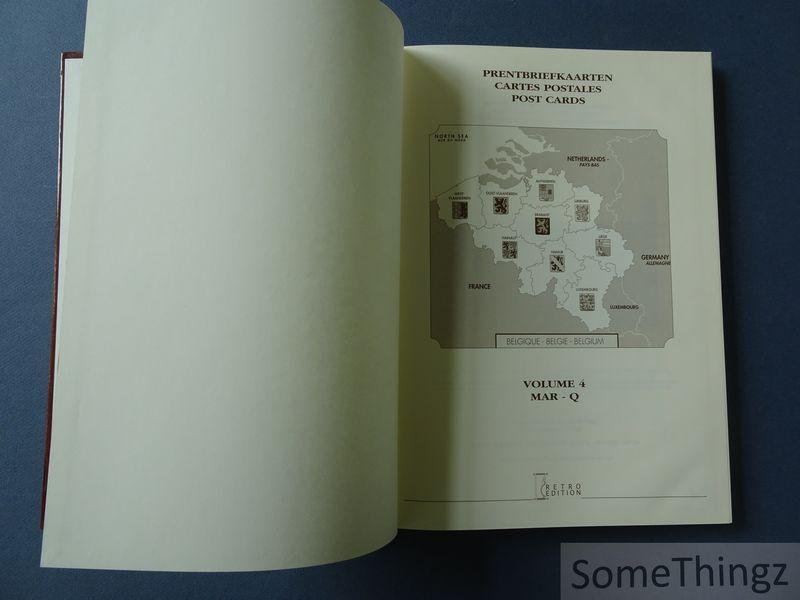 PRENTBRIEFKAARTEN
CARTES POSTALES
POST CARDS
NORTH SEA
MER DU NORD
NETHERLANDS -
PAYS-BAS
ANTWERPEN
WEST-
VLAANDEREN
OOST-VLAANDEREN
LIMBURG
BRABANT
HAINAUT
LIEGE
NAMUR
GERMANY
ALLEMAGNE
FRANCE
LUXEMBOURG
LUXEMBOURG
BELGIQUE - BELGIE - BELGIUM
VOLUME 4
MAR - Q
RETRO
EDITION
SomeThingz